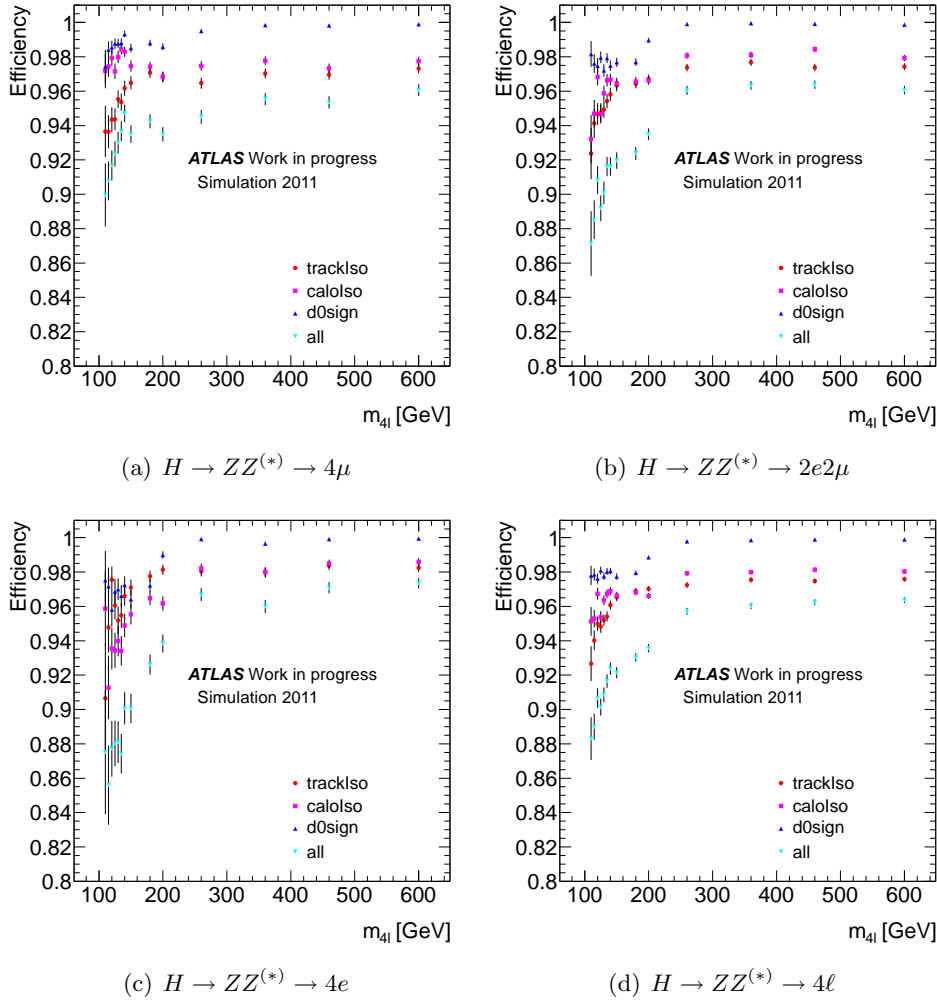 Efficiency
1
0.98
0.96
0.94
0.92
0.9
0.88
0.86
0.84
0.82
0.8
ATLAS Work in progress
Simulation 2011
trackIso
caloIso
d0sign
all
100 200 300 400 500 600
m4l [GeV]
(a) H → ZZ(*) → 4μ
Efficiency
1
0.98
0.96
0.94
0.92
0.9
0.88
0.86
0.84
0.82
0.8
ATLAS Work in progress
Simulation 2011
trackIso
caloIso
d0sign
all
100 200 300 400 500 600
m4l [GeV]
(b) H → ZZ(*) → 2e2μ
Efficiency
1
0.98
0.96
0.94
0.92
0.9
0.88
0.86
0.84
0.82
0.8
ATLAS Work in progress
Simulation 2011
trackIso
caloIso
d0sign
all
100 200 300 400 500 600
m4l [GeV]
(c) H → ZZ(*) → 4e
Efficiency
1
0.98
0.96
0.94
0.92
0.9
0.88
0.86
0.84
0.82
0.8
ATLAS Work in progress
Simulation 2011
trackIso
caloIso
d0sign
all
100 200 300 400 500 600
m4l [GeV]
(d) H → ZZ(*) → 4ℓ